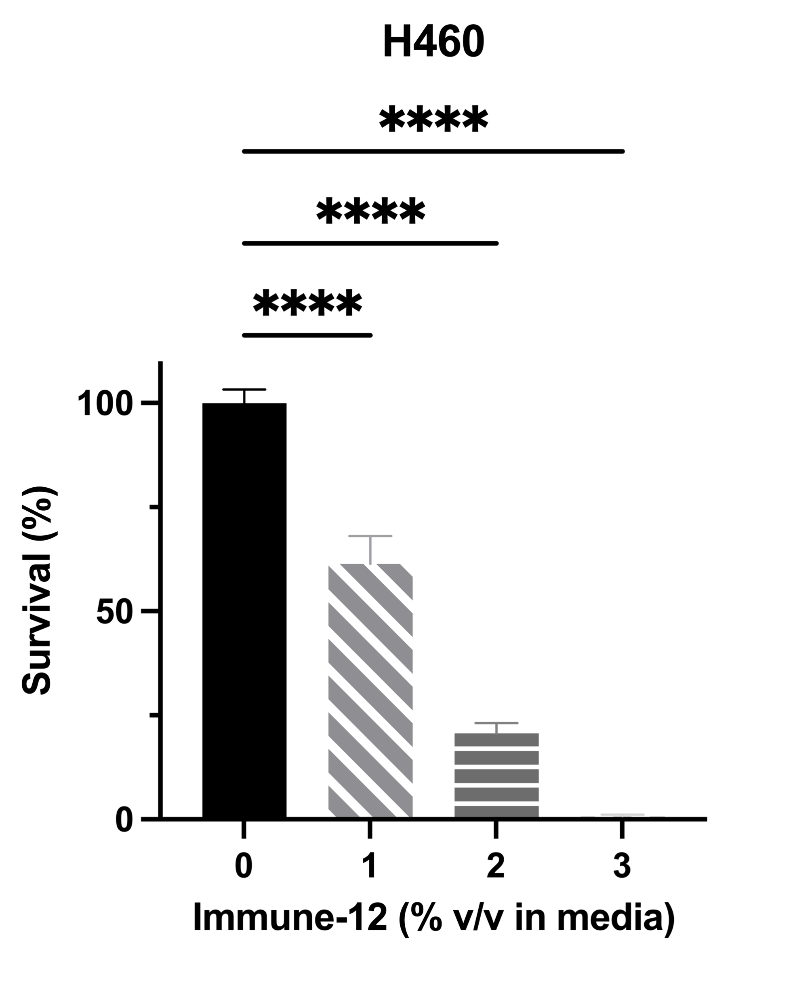 H460
****
****
****
100
50
0
Survival (%)
0 1 2 3
Immune-12 (% v/v in media)